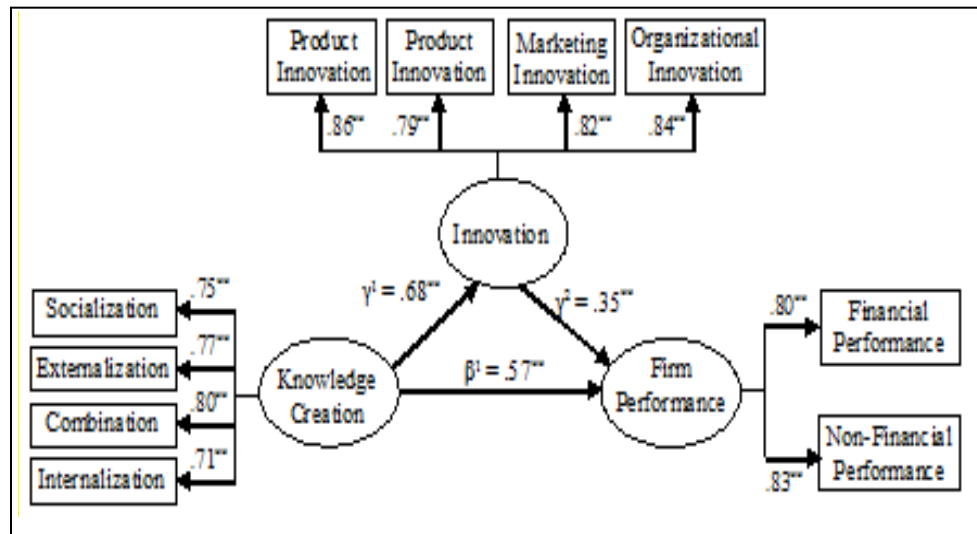 Product
Innovation
Product
Innovation
Marketing
Innovation
Organizational
Innovation
.86***
.79***
.82***
.84***
Innovation
γ¹ = .68***
γ² = .35***
β¹ = .57***
Socialization
.75***
Externalization
.77***
Combination
.80***
Internalization
.71***
Knowledge
Creation
Firm
Performance
.80***
Financial
Performance
.83***
Non-Financial
Performance